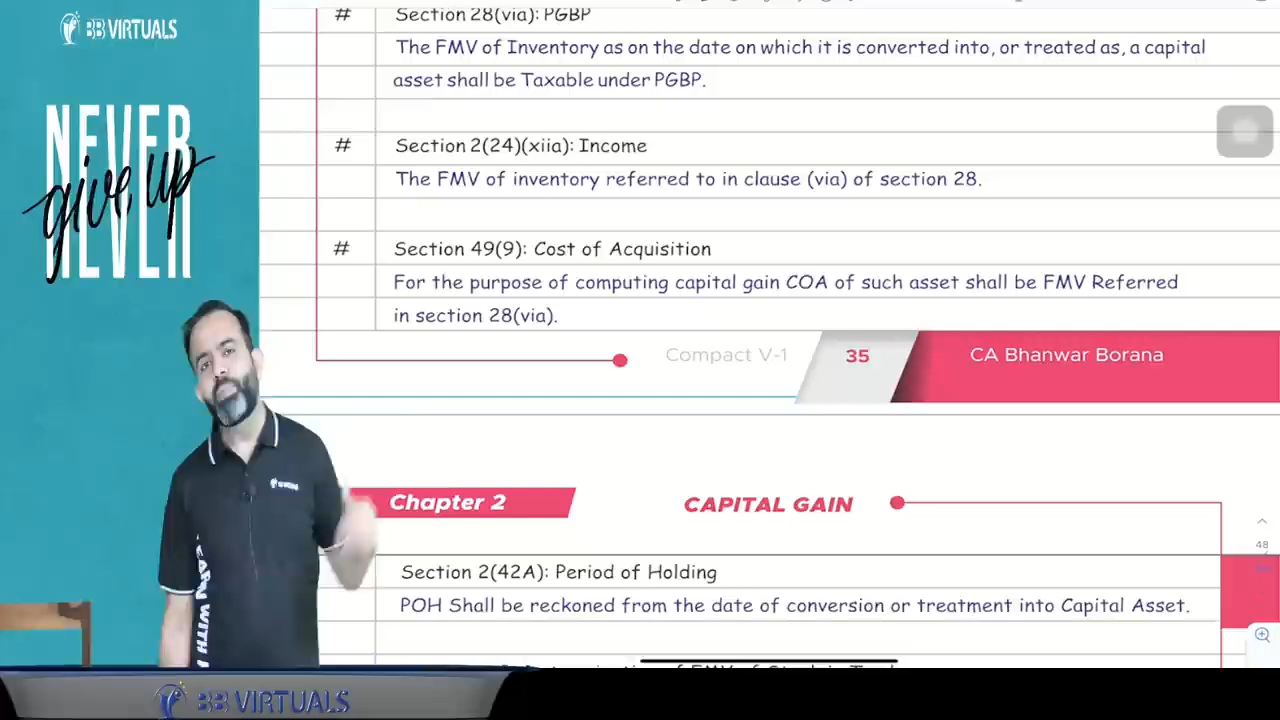 BB VIRTUALS
NEVER
give up
NEVER
# Section 28(via): PGBP
The FMV of Inventory as on the date on which it is converted into, or treated as, a capital
asset shall be Taxable under PGBP.
# Section 2(24)(xiia): Income
The FMV of inventory referred to in clause (via) of section 28.
# Section 49(9): Cost of Acquisition
For the purpose of computing capital gain COA of such asset shall be FMV Referred
in section 28(via).
Compact V-1 35 CA Bhanwar Borana
Chapter 2 CAPITAL GAIN
48
Section 2(42A): Period of Holding
POH Shall be reckoned from the date of conversion or treatment into Capital Asset.
BB VIRTUALS